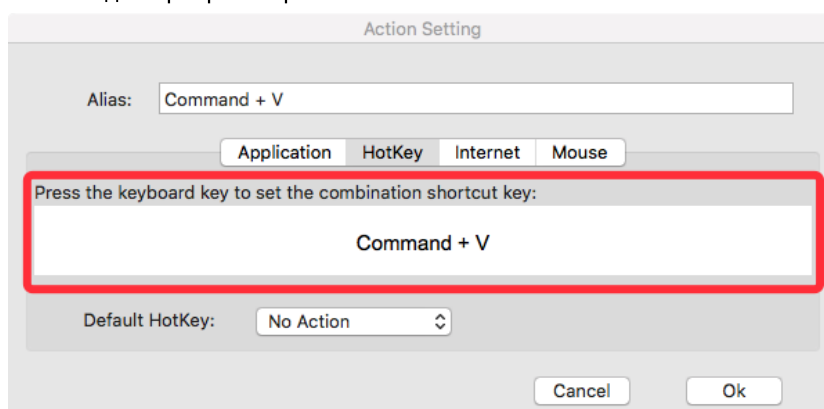 Action Setting
Alias: Command + V
Application HotKey Internet Mouse
Press the keyboard key to set the combination shortcut key:
Command + V
Default HotKey: No Action
Cancel Ok